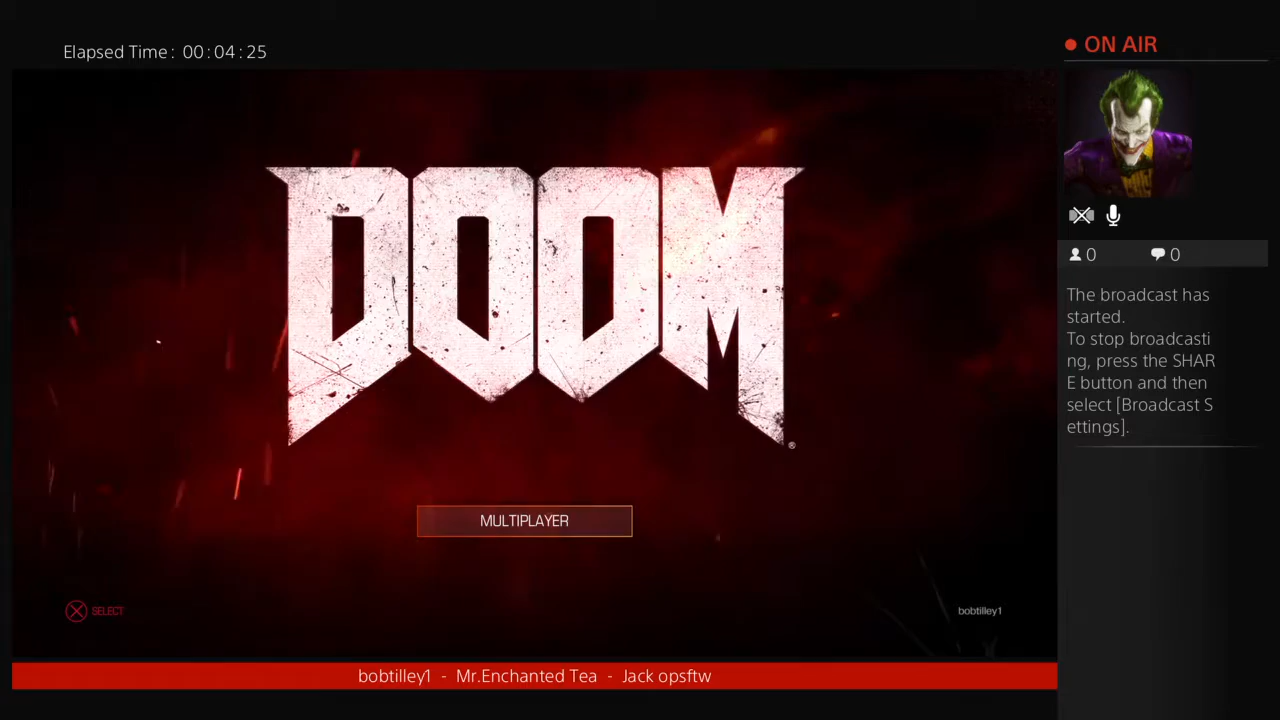 Elapsed Time: 00:04:25
ON AIR
DOOM®
0 0
The broadcast has
started.
To stop broadcasti
ng, press the SHAR
E button and then
select [Broadcast S
ettings].
MULTIPLAYER
SELECT
bobtilley1
bobtilley1 - Mr.Enchanted Tea - Jack opsftw